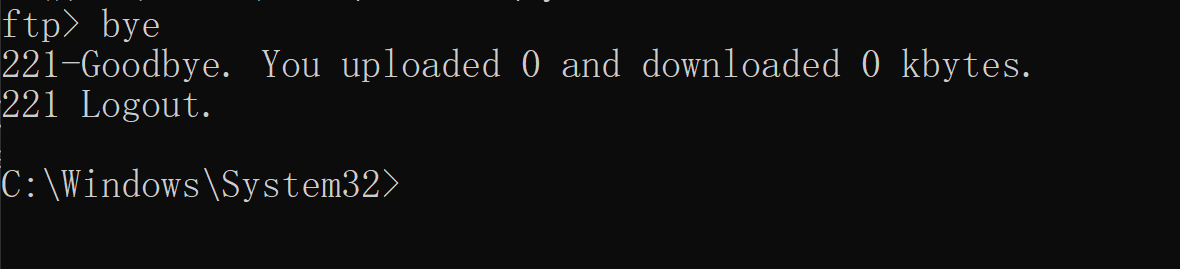 ftp> bye
221-Goodbye. You uploaded 0 and downloaded 0 kbytes.
221 Logout.
C:\Windows\System32>